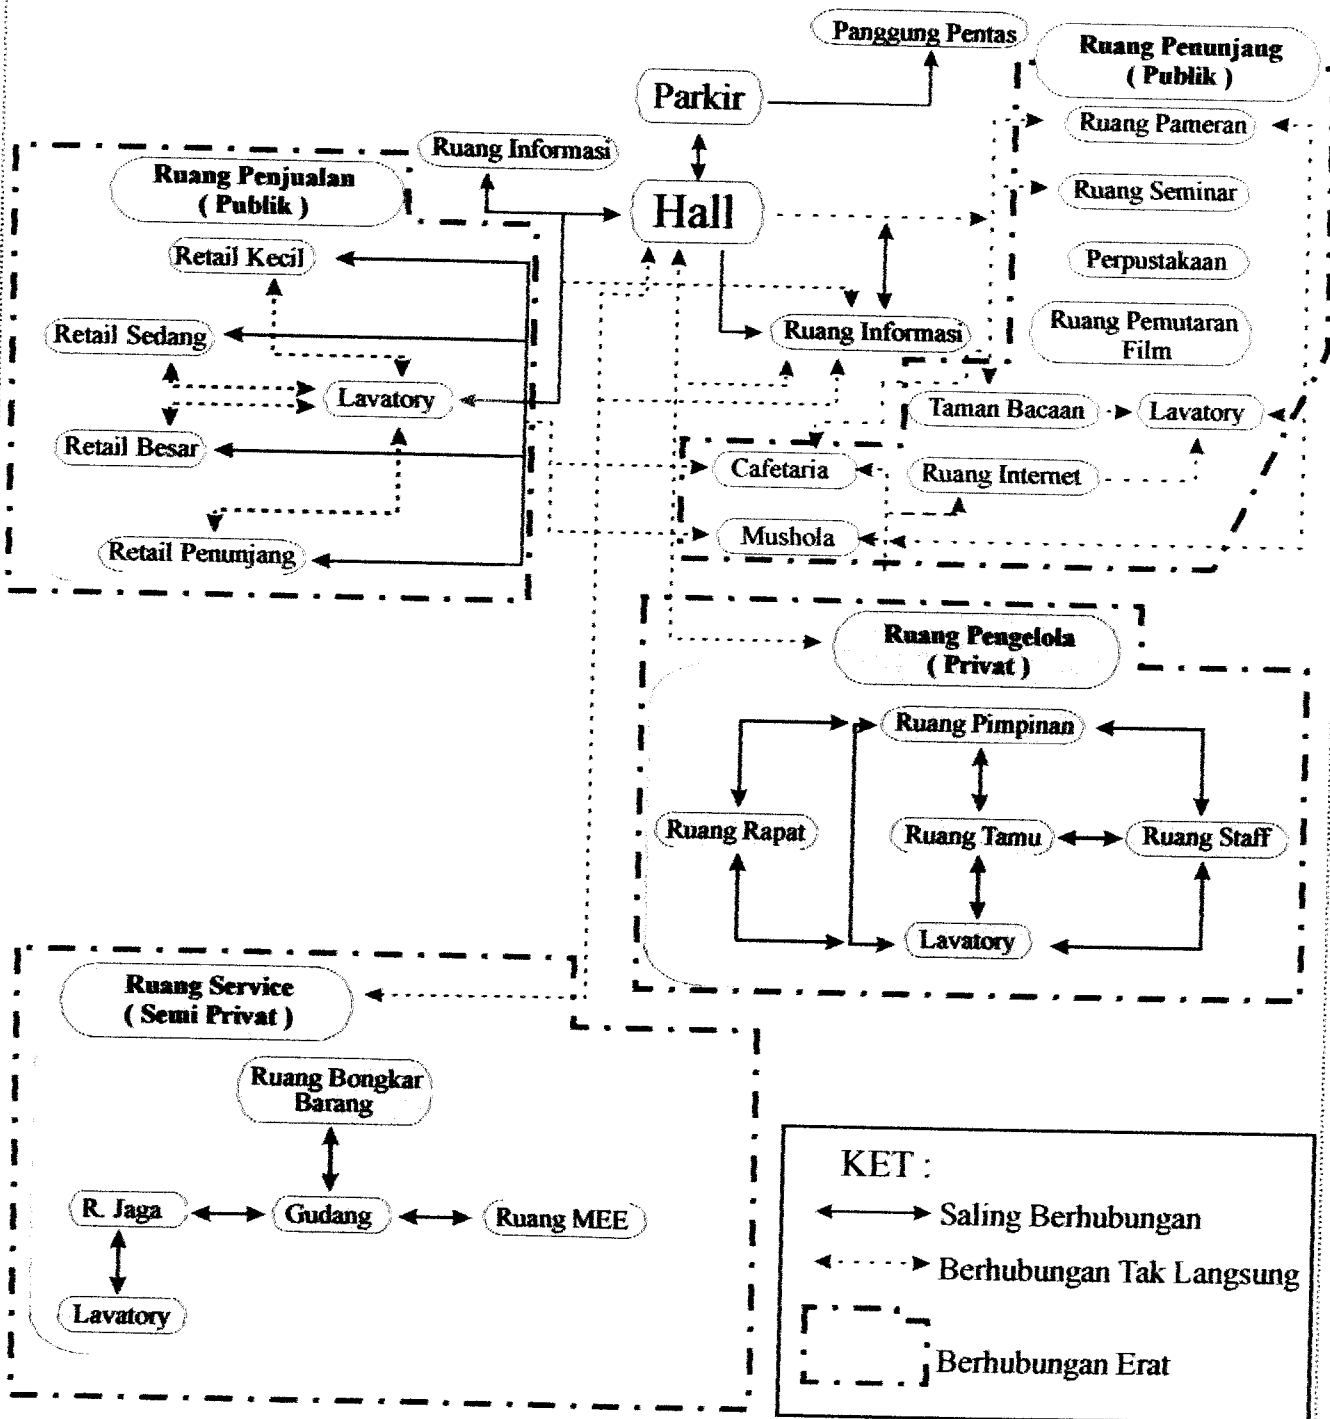 Panggung Pentas
Parkir
Ruang Informasi
Hall
Ruang Penjualan
( Publik )
Retail Kecil
Retail Sedang
Lavatory
Retail Besar
Retail Penunjang
Ruang Informasi
Ruang Penunjang
( Publik )
Ruang Pameran
Ruang Seminar
Perpustakaan
Ruang Pemutaran
Film
Taman Bacaan
Lavatory
Cafetaria
Ruang Internet
Mushola
Ruang Pengelola
( Privat )
Ruang Pimpinan
Ruang Rapat
Ruang Tamu
Ruang Staff
Lavatory
Ruang Service
( Semi Privat )
Ruang Bongkar
Barang
R. Jaga
Gudang
Ruang MEE
Lavatory
KET :
Saling Berhubungan
Berhubungan Tak Langsung
Berhubungan Erat